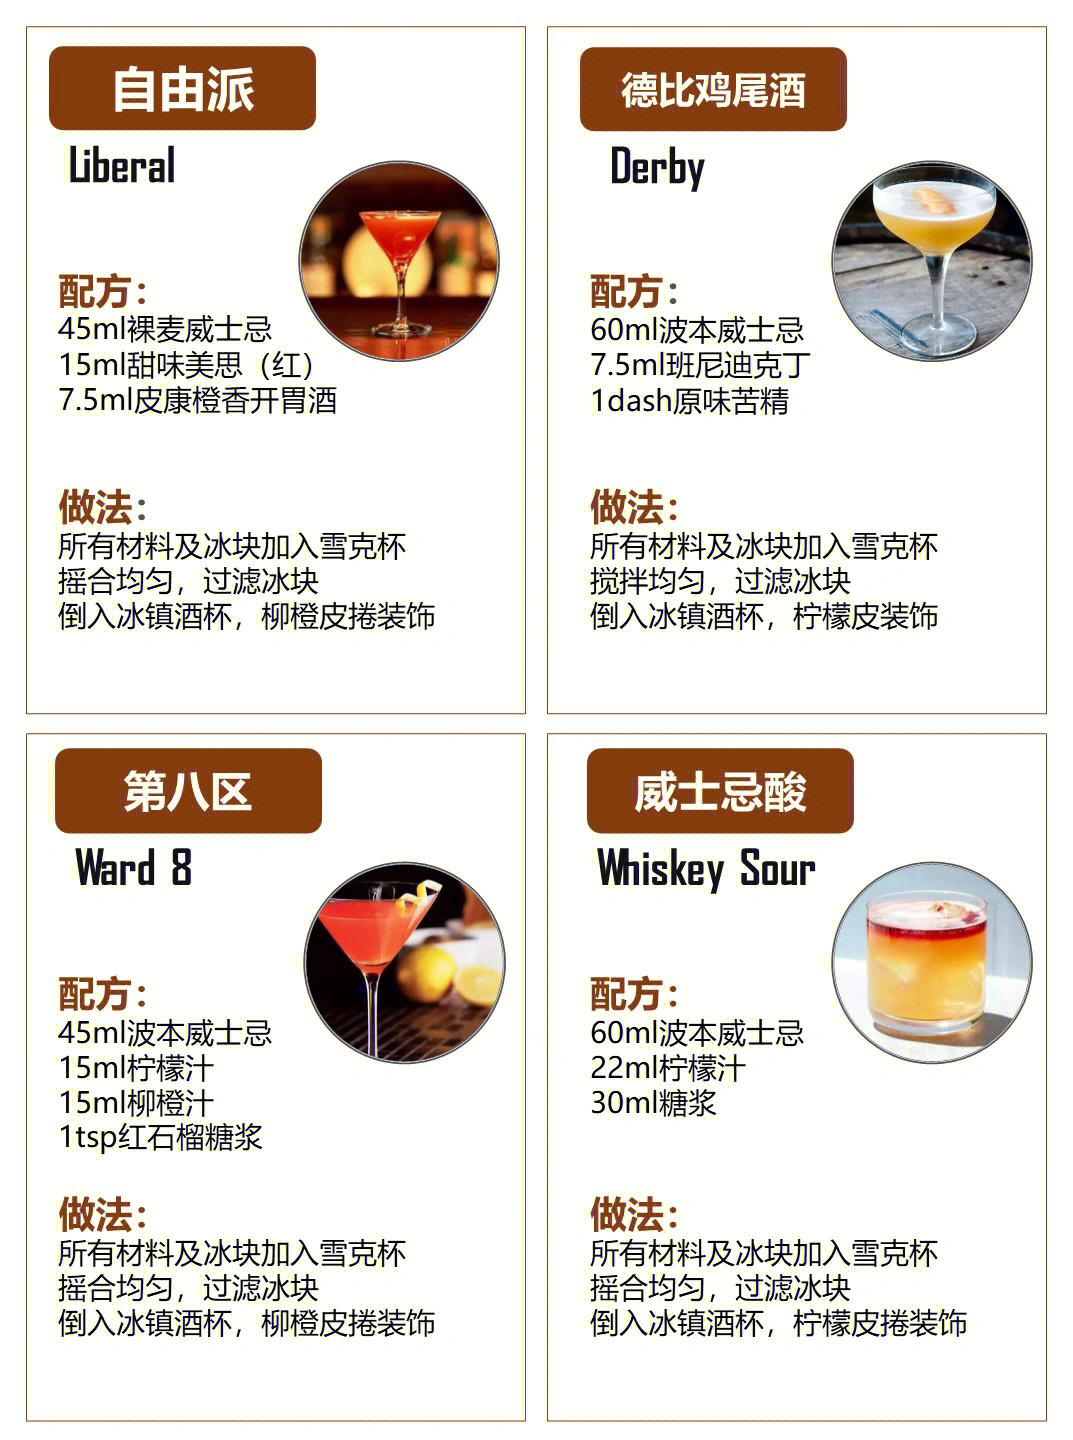 自由派
Liberal
配方：
45ml裸麦威士忌
15ml甜味美思（红）
7.5ml皮康橙香开胃酒
做法：
所有材料及冰块加入雪克杯
摇合均匀，过滤冰块
倒入冰镇酒杯，柳橙皮捲装饰
德比鸡尾酒
Derby
配方：
60ml波本威士忌
7.5ml班尼迪克丁
1dash原味苦精
做法：
所有材料及冰块加入雪克杯
搅拌均匀，过滤冰块
倒入冰镇酒杯，柠檬皮装饰
第八区
Ward 8
配方：
45ml波本威士忌
15ml柠檬汁
15ml柳橙汁
1tsp红石榴糖浆
做法：
所有材料及冰块加入雪克杯
摇合均匀，过滤冰块
倒入冰镇酒杯，柳橙皮捲装饰
威士忌酸
Whiskey Sour
配方：
60ml波本威士忌
22ml柠檬汁
30ml糖浆
做法：
所有材料及冰块加入雪克杯
摇合均匀，过滤冰块
倒入冰镇酒杯，柠檬皮捲装饰